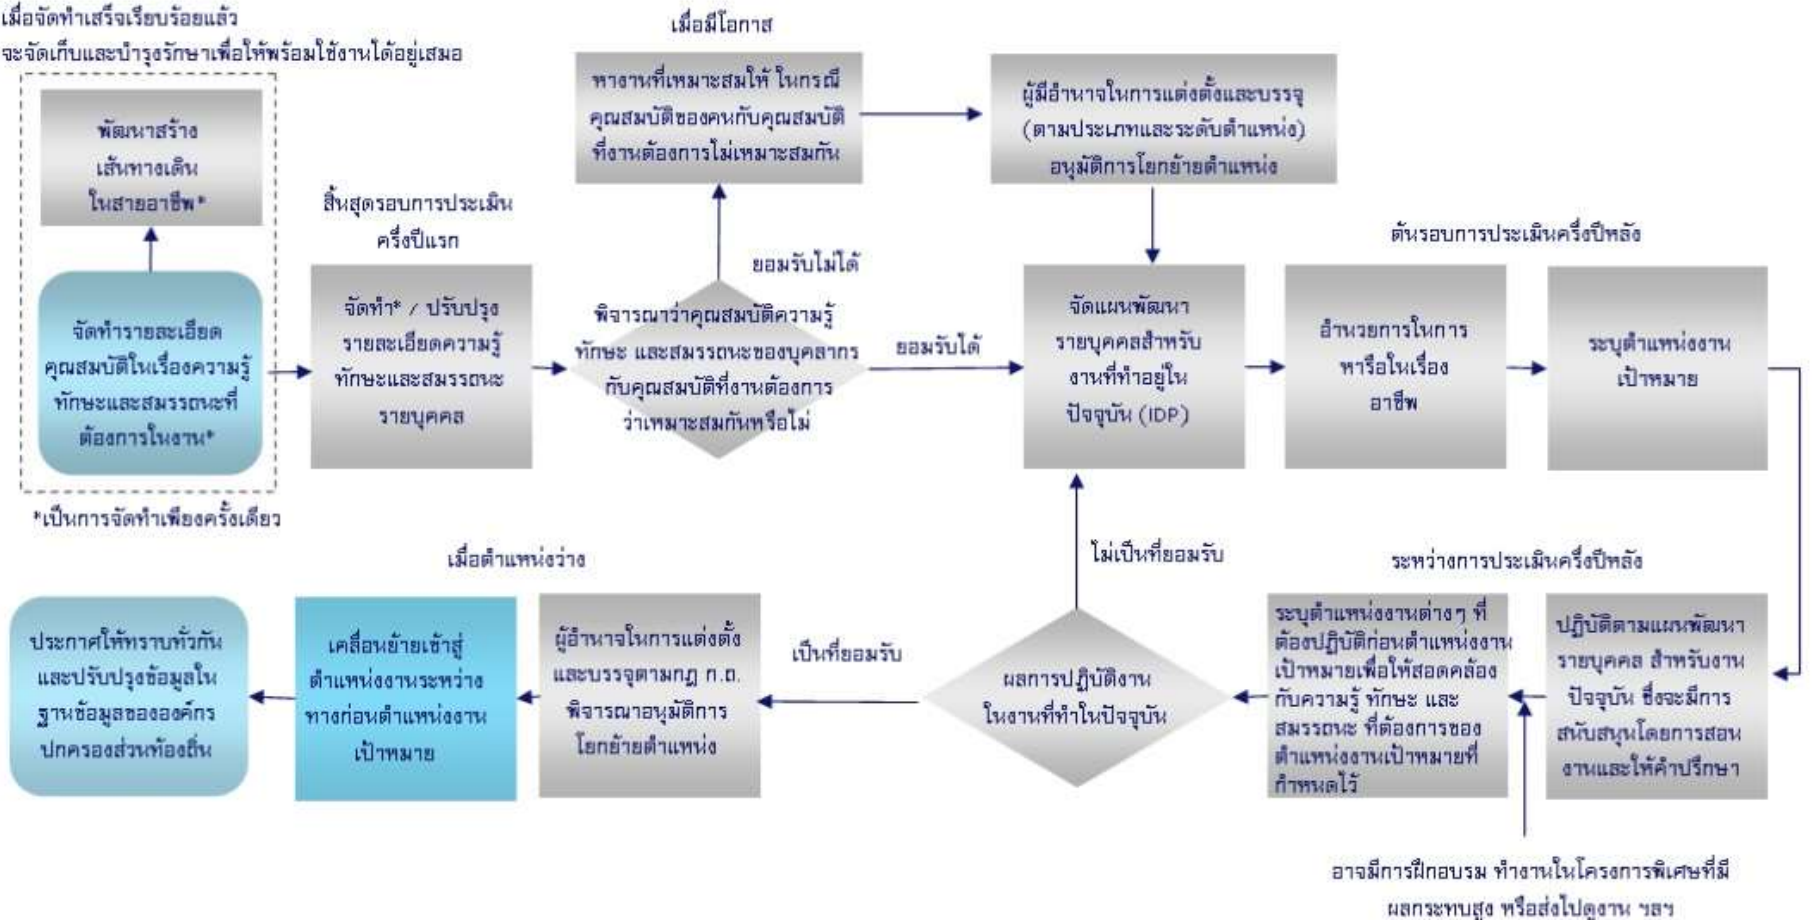 เมื่อจัดทำเสร็จเรียบร้อยแล้ว
จะจัดเก็บและบำรุงรักษาเพื่อให้พร้อมใช้งานได้อยู่เสมอ
พัฒนาสร้าง
เส้นทางเดิน
ในสายอาชีพ*
จัดทำรายละเอียด
คุณสมบัติในเรื่องความรู้
ทักษะและสมรรถนะที่
ต้องการในงาน*
*เป็นการจัดทำเพียงครั้งเดียว
สิ้นสุดรอบการประเมิน
ครึ่งปีแรก
จัดทำ* / ปรับปรุง
รายละเอียดความรู้
ทักษะและสมรรถนะ
รายบุคคล
พิจารณาว่าคุณสมบัติความรู้
ทักษะ และสมรรถนะของบุคลากร
กับคุณสมบัติที่งานต้องการ
ว่าเหมาะสมกันหรือไม่
ยอมรับไม่ได้
เมื่อมีโอกาส
หางานที่เหมาะสมให้ ในกรณี
คุณสมบัติของคนกับคุณสมบัติ
ที่งานต้องการไม่เหมาะสมกัน
ผู้มีอำนาจในการแต่งตั้งและบรรจุ
(ตามประเภทและระดับตำแหน่ง)
อนุมัติการโยกย้ายตำแหน่ง
ยอมรับได้
จัดแผนพัฒนา
รายบุคคลสำหรับ
งานที่ทำอยู่ใน
ปัจจุบัน (IDP)
ต้นรอบการประเมินครึ่งปีหลัง
อำนวยการในการ
หารือในเรื่อง
อาชีพ
ระบุตำแหน่งงาน
เป้าหมาย
ระหว่างการประเมินครึ่งปีหลัง
ปฏิบัติตามแผนพัฒนา
รายบุคคล สำหรับงาน
ปัจจุบัน ซึ่งจะมีการ
สนับสนุนโดยการสอน
งานและให้คำปรึกษา
อาจมีการฝึกอบรม ทำงานในโครงการพิเศษที่มี
ผลกระทบสูง หรือส่งไปดูงาน ฯลฯ
ระบุตำแหน่งงานต่างๆ ที่
ต้องปฏิบัติก่อนตำแหน่งงาน
เป้าหมายเพื่อให้สอดคล้อง
กับความรู้ ทักษะ และ
สมรรถนะ ที่ต้องการของ
ตำแหน่งงานเป้าหมายที่
กำหนดไว้
ผลการปฏิบัติงาน
ในงานที่ทำในปัจจุบัน
ไม่เป็นที่ยอมรับ
เป็นที่ยอมรับ
ผู้อำนาจในการแต่งตั้ง
และบรรจุตามกฎ ก.ถ.
พิจารณาอนุมัติการ
โยกย้ายตำแหน่ง
เมื่อตำแหน่งว่าง
เคลื่อนย้ายเข้าสู่
ตำแหน่งงานระหว่าง
ทางก่อนตำแหน่งงาน
เป้าหมาย
ประกาศให้ทราบทั่วกัน
และปรับปรุงข้อมูลใน
ฐานข้อมูลขององค์กร
ปกครองส่วนท้องถิ่น